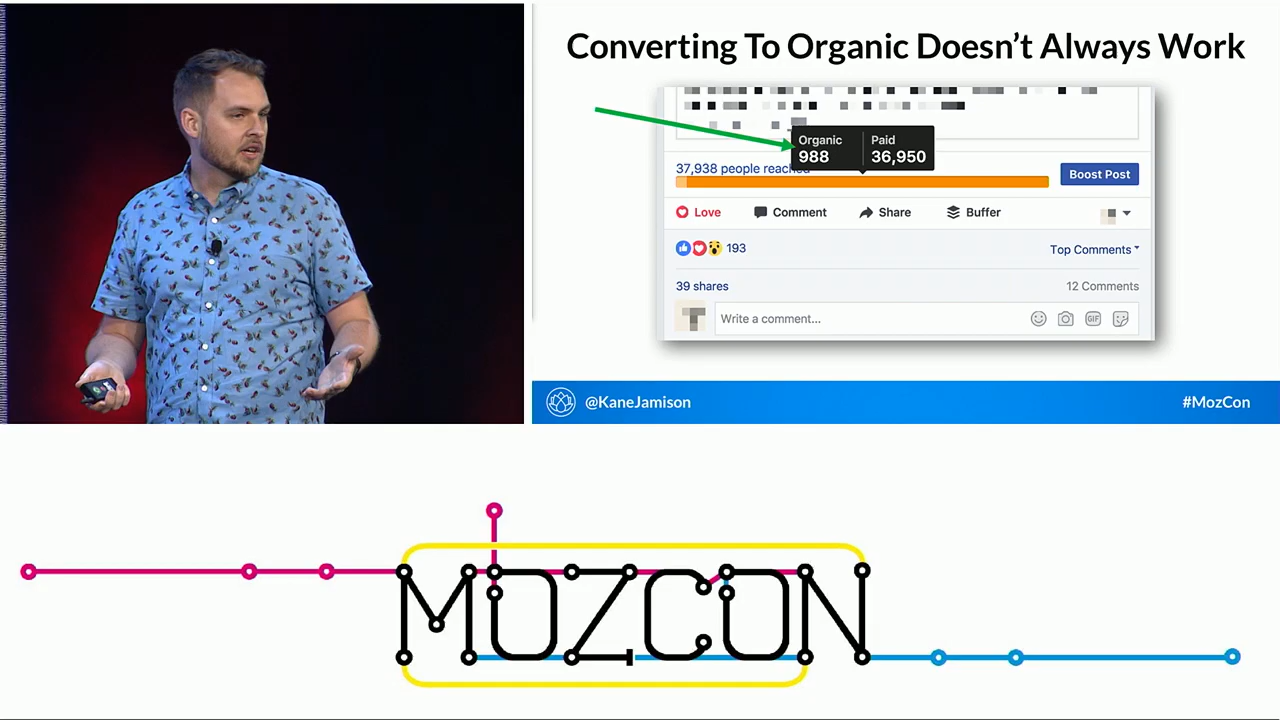 Converting To Organic Doesn't Always Work
Organic Paid
988 36,950
37,938 people reached
Boost Post
Love Comment Share Buffer
193
Top Comments
39 shares
12 Comments
Write a comment...
GIF
@KaneJamison
#MozCon
MOZCON